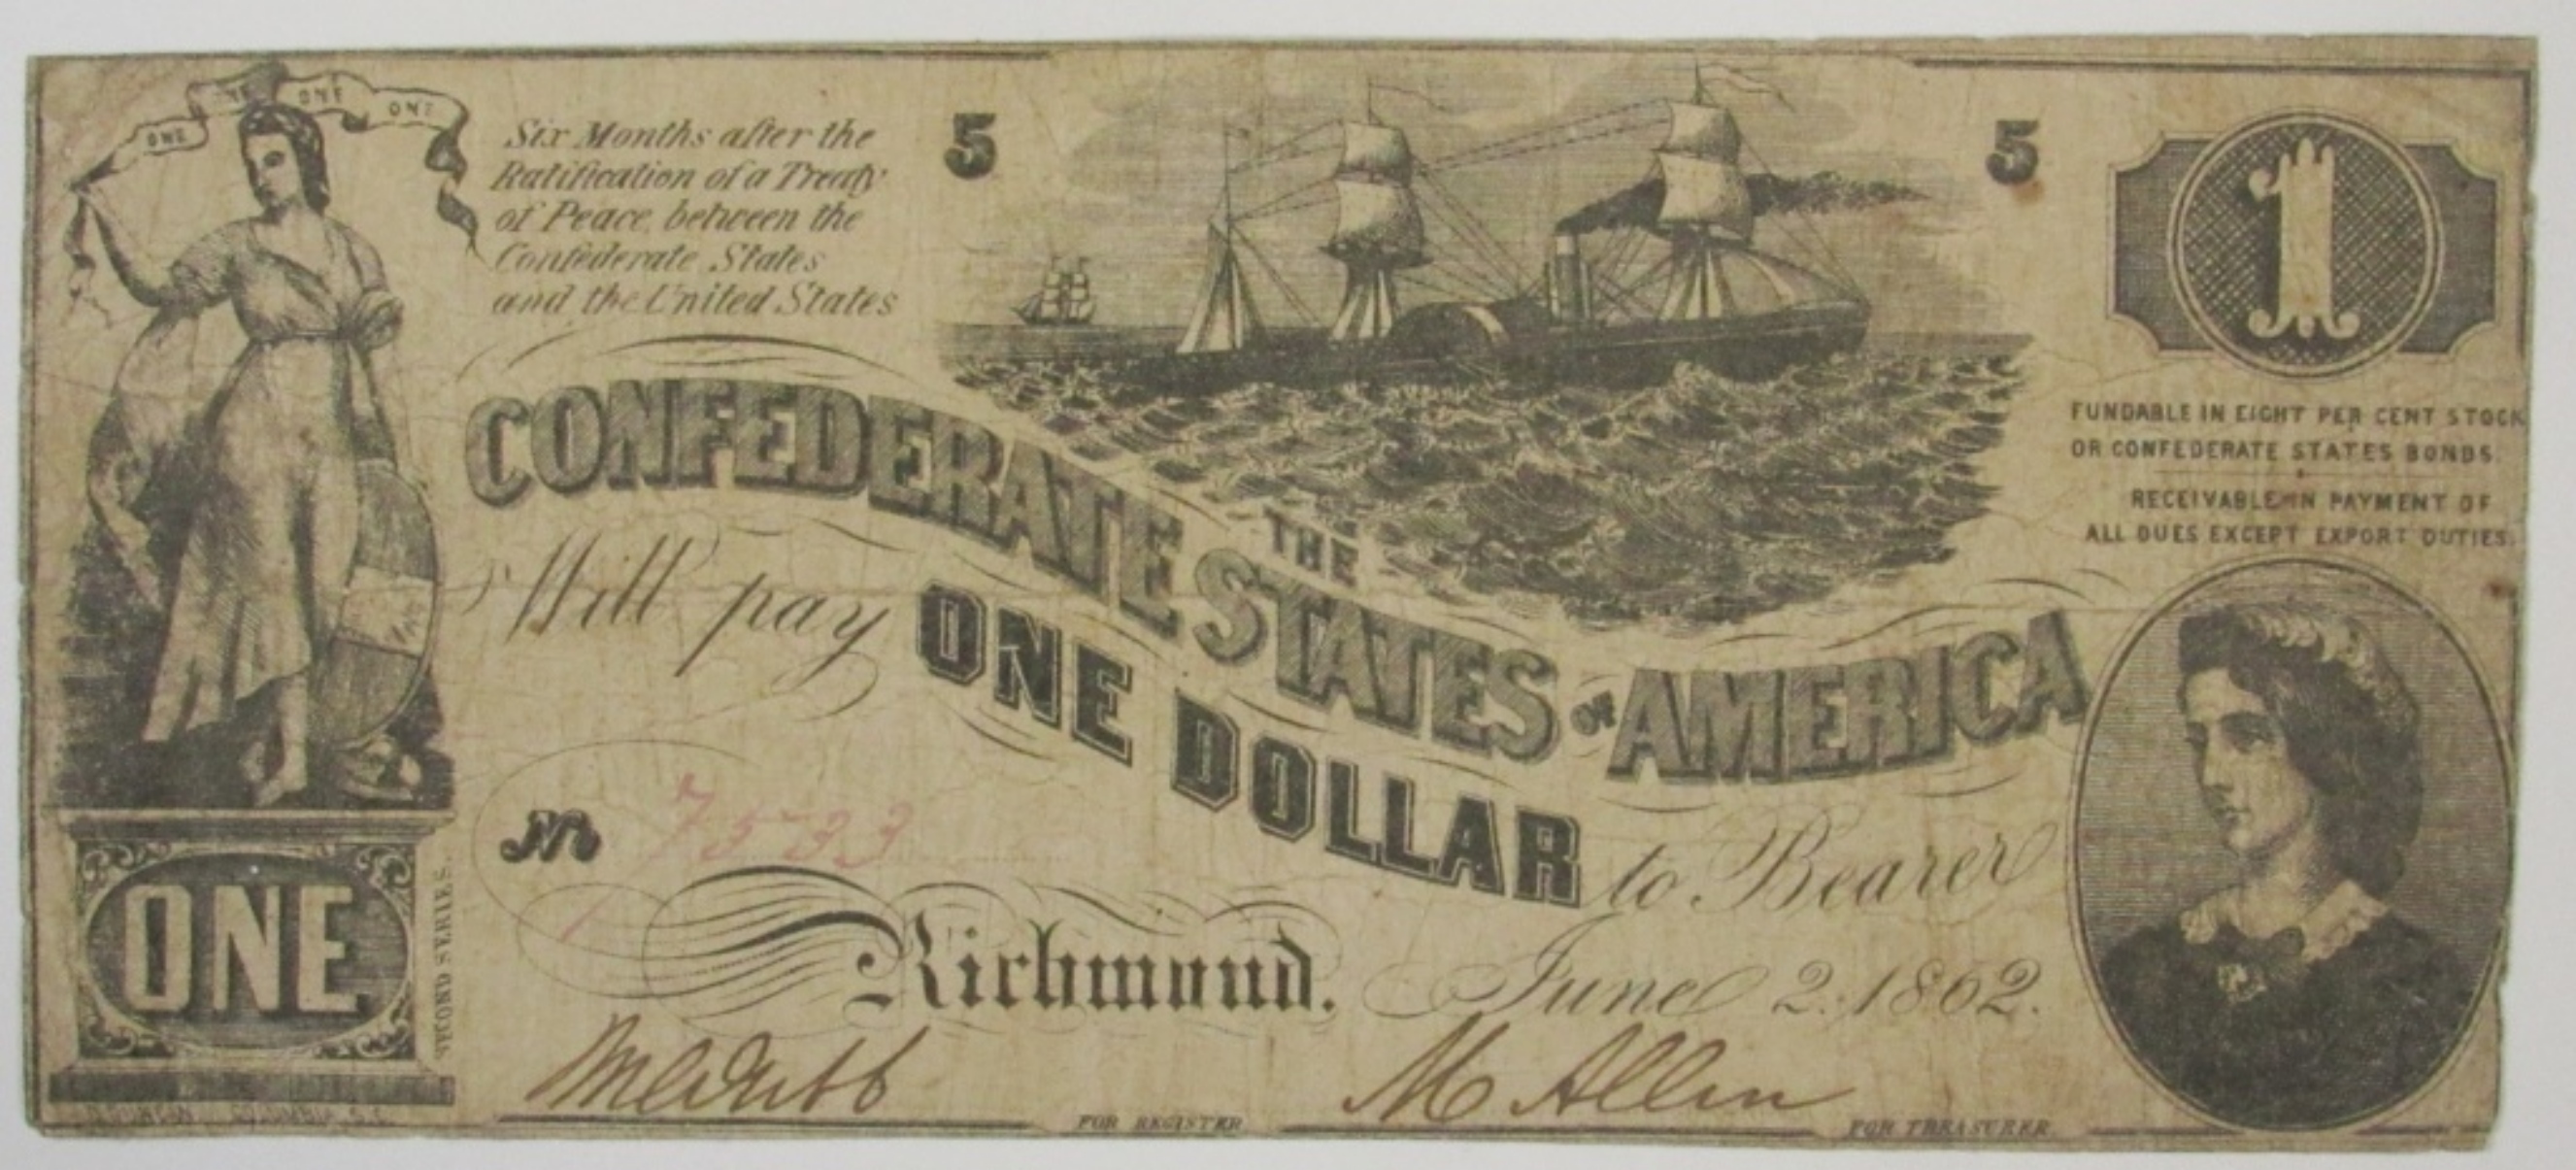 ONE ONE ONE ONE
Six Months after the
Ratification of a Treaty
of Peace between the
Confederate States
and the United States
5
5
1
FUNDABLE IN EIGHT PER CENT STOCK
OR CONFEDERATE STATES BONDS.
RECEIVABLE IN PAYMENT OF
ALL DUES EXCEPT EXPORT DUTIES.
THE
CONFEDERATE STATES OF AMERICA
Will pay ONE DOLLAR to Bearer
No 7533
1
Richmond. June 2. 1862.
ONE
SECOND SERIES.
M Allen
FOR REGISTER
FOR TREASURER
COLUMBIA, S.C.